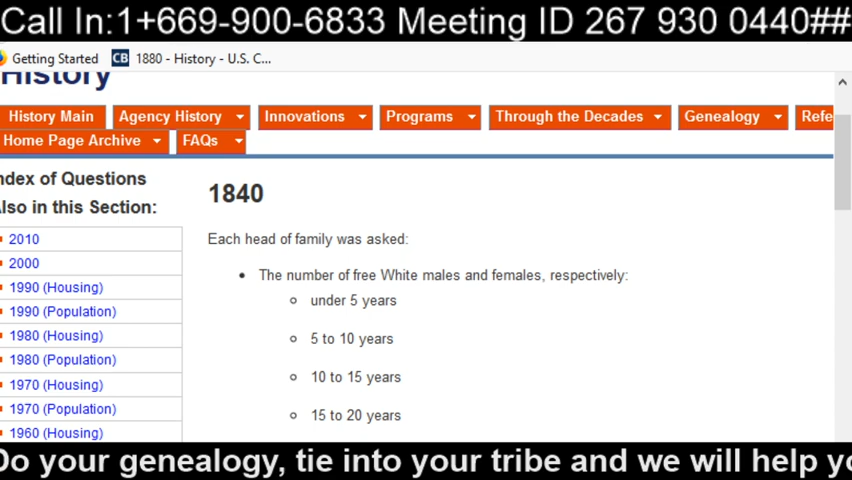 Call In:1+669-900-6833 Meeting ID 267 930 0440##
Getting Started CB 1880 - History - U.S. C...
History
History Main Agency History Innovations Programs Through the Decades Genealogy Refe
Home Page Archive FAQs
ndex of Questions
Also in this Section:
2010
2000
1990 (Housing)
1990 (Population)
1980 (Housing)
1980 (Population)
1970 (Housing)
1970 (Population)
1960 (Housing)
1840
Each head of family was asked:
The number of free White males and females, respectively:
under 5 years
5 to 10 years
10 to 15 years
15 to 20 years
Do your genealogy, tie into your tribe and we will help yo